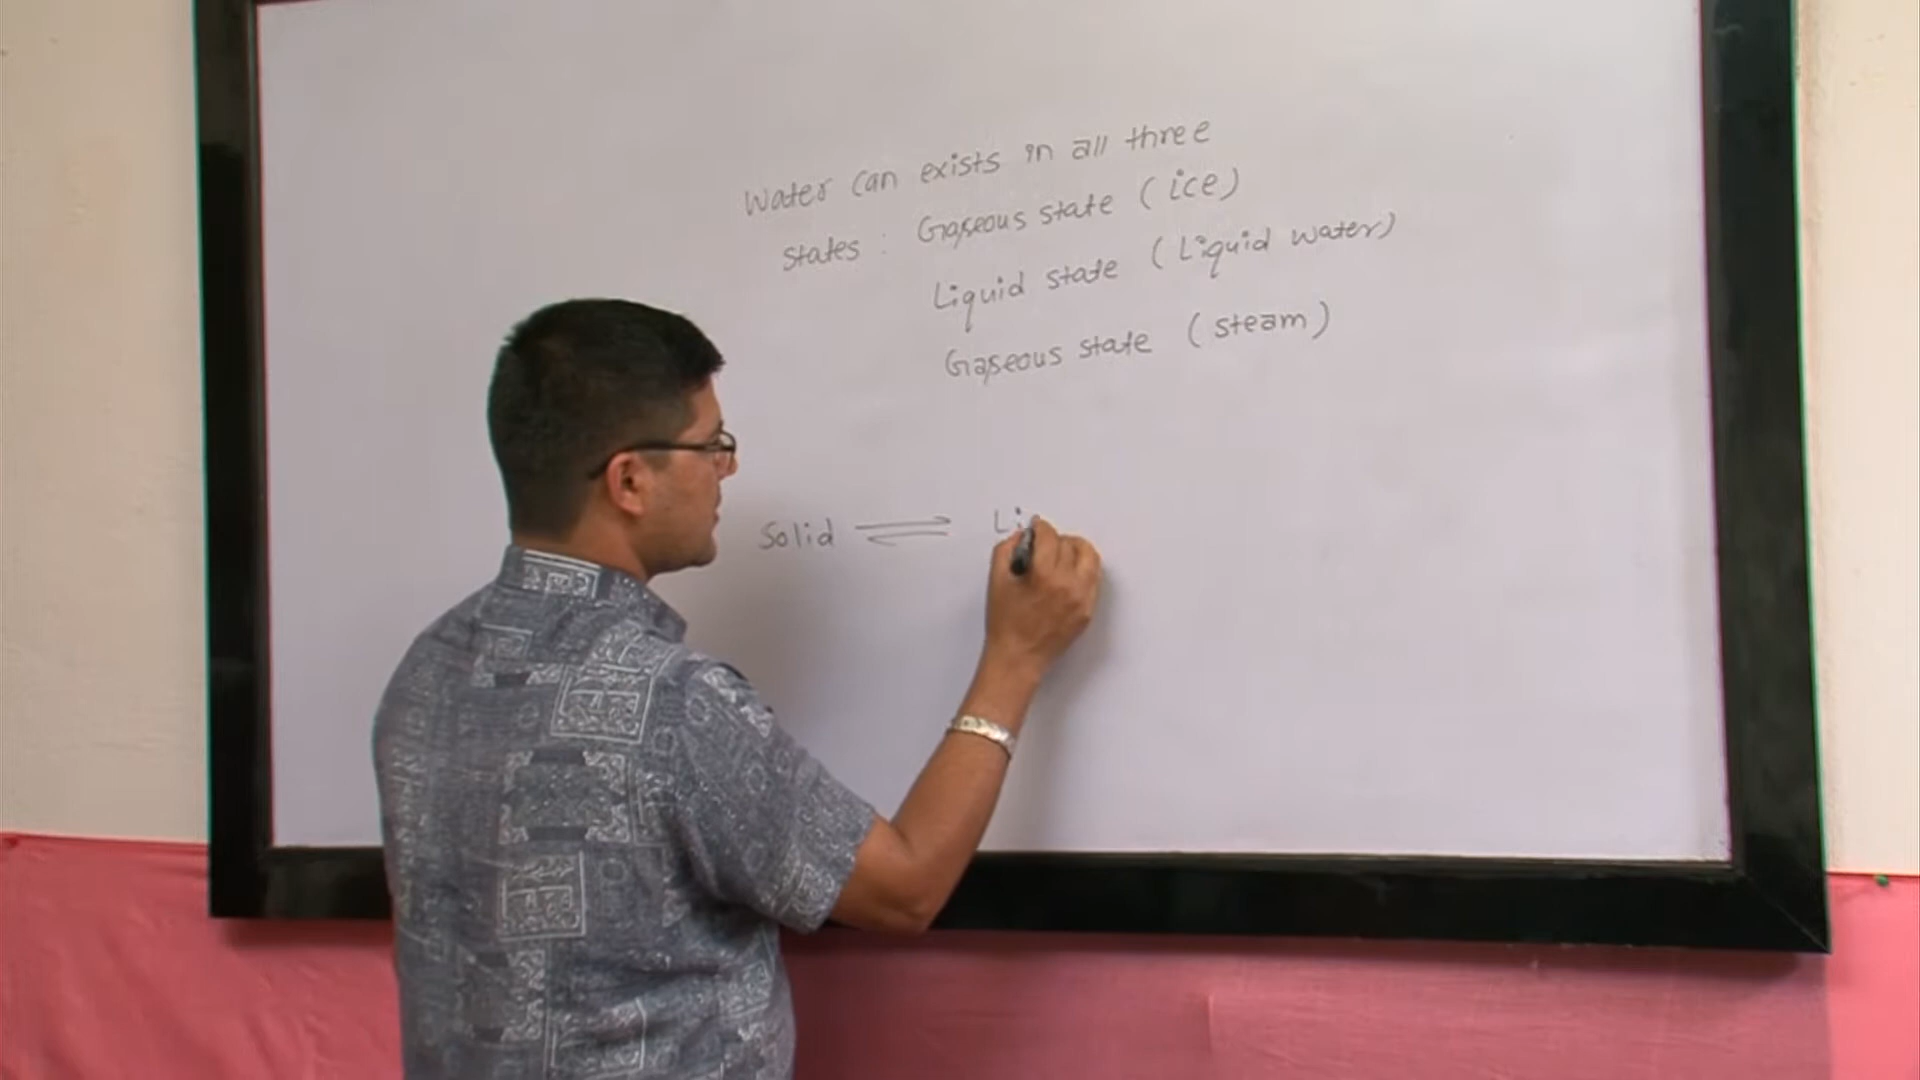 Water can exists in all three
states : Gaseous state (ice)
Liquid state (Liquid water)
Gaseous state (steam)
Solid ⇌ Li